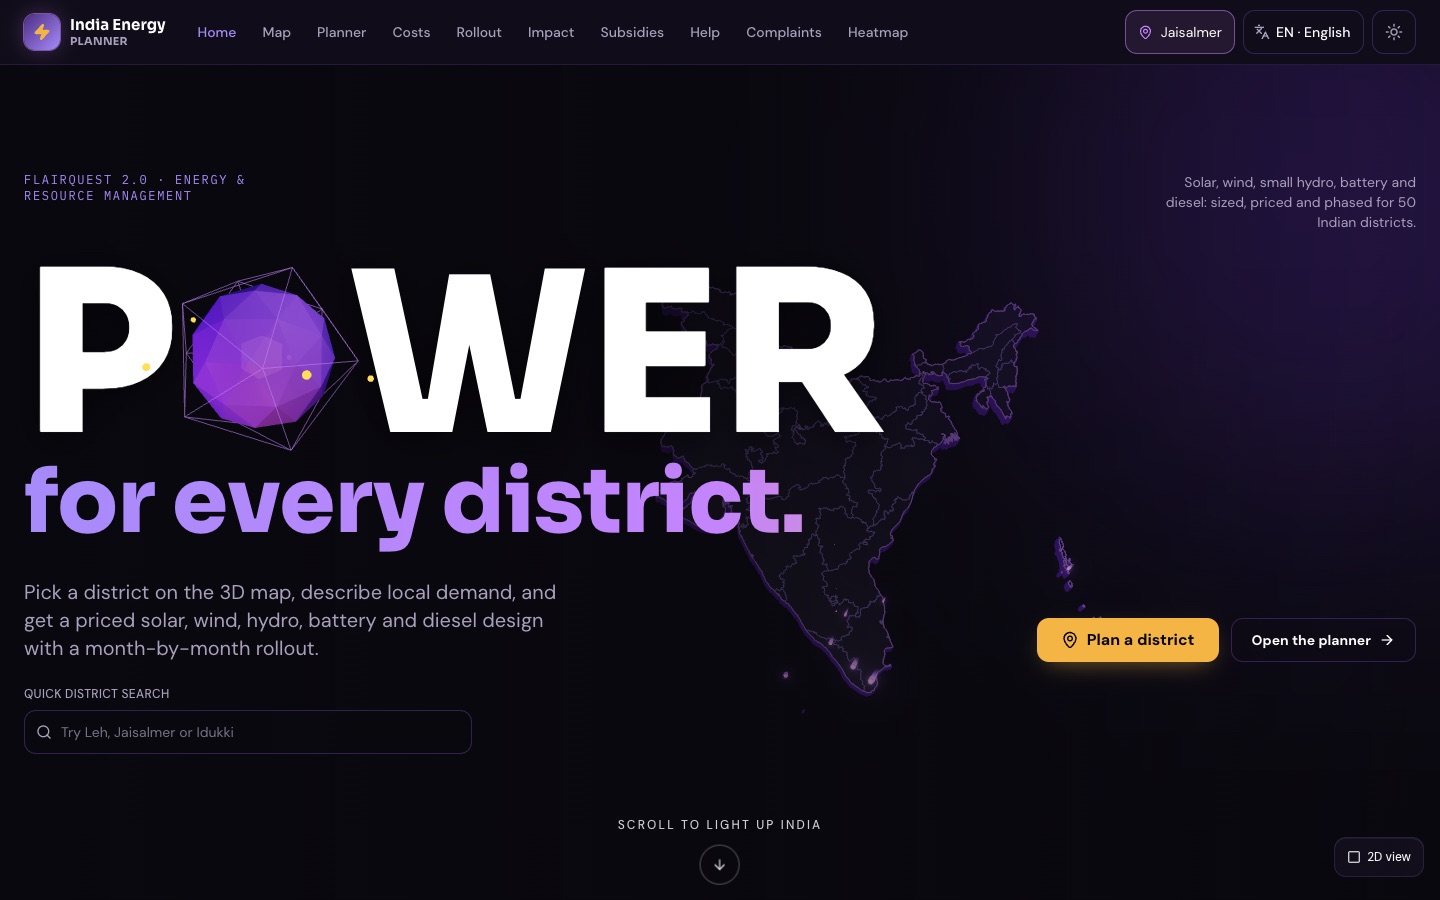 India Energy
PLANNER
Home
Map
Planner
Costs
Rollout
Impact
Subsidies
Help
Complaints
Heatmap
Jaisalmer
EN · English
FLAIRQUEST 2.0 · ENERGY &
RESOURCE MANAGEMENT
Solar, wind, small hydro, battery and
diesel: sized, priced and phased for 50
Indian districts.
POWER
for every district.
Pick a district on the 3D map, describe local demand, and
get a priced solar, wind, hydro, battery and diesel design
with a month-by-month rollout.
Plan a district
Open the planner
QUICK DISTRICT SEARCH
Try Leh, Jaisalmer or Idukki
SCROLL TO LIGHT UP INDIA
2D view